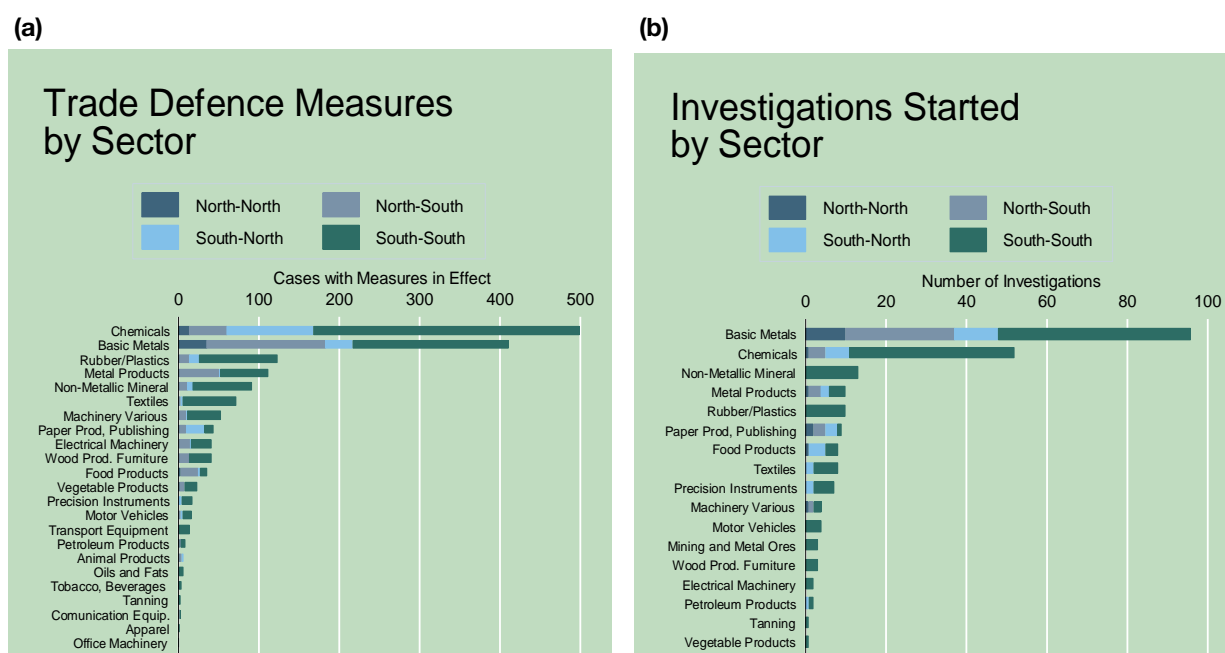 (a)
Trade Defence Measures
by Sector
North-North
North-South
South-North
South-South
Cases with Measures in Effect
0 100 200 300 400 500
Chemicals
Basic Metals
Rubber/Plastics
Metal Products
Non-Metallic Mineral
Textiles
Machinery Various
Paper Prod, Publishing
Electrical Machinery
Wood Prod. Furniture
Food Products
Vegetable Products
Precision Instruments
Motor Vehicles
Transport Equipment
Petroleum Products
Animal Products
Oils and Fats
Tobacco, Beverages
Tanning
Comunication Equip.
Apparel
Office Machinery
(b)
Investigations Started
by Sector
North-North
North-South
South-North
South-South
Number of Investigations
0 20 40 60 80 100
Basic Metals
Chemicals
Non-Metallic Mineral
Metal Products
Rubber/Plastics
Paper Prod, Publishing
Food Products
Textiles
Precision Instruments
Machinery Various
Motor Vehicles
Mining and Metal Ores
Wood Prod. Furniture
Electrical Machinery
Petroleum Products
Tanning
Vegetable Products